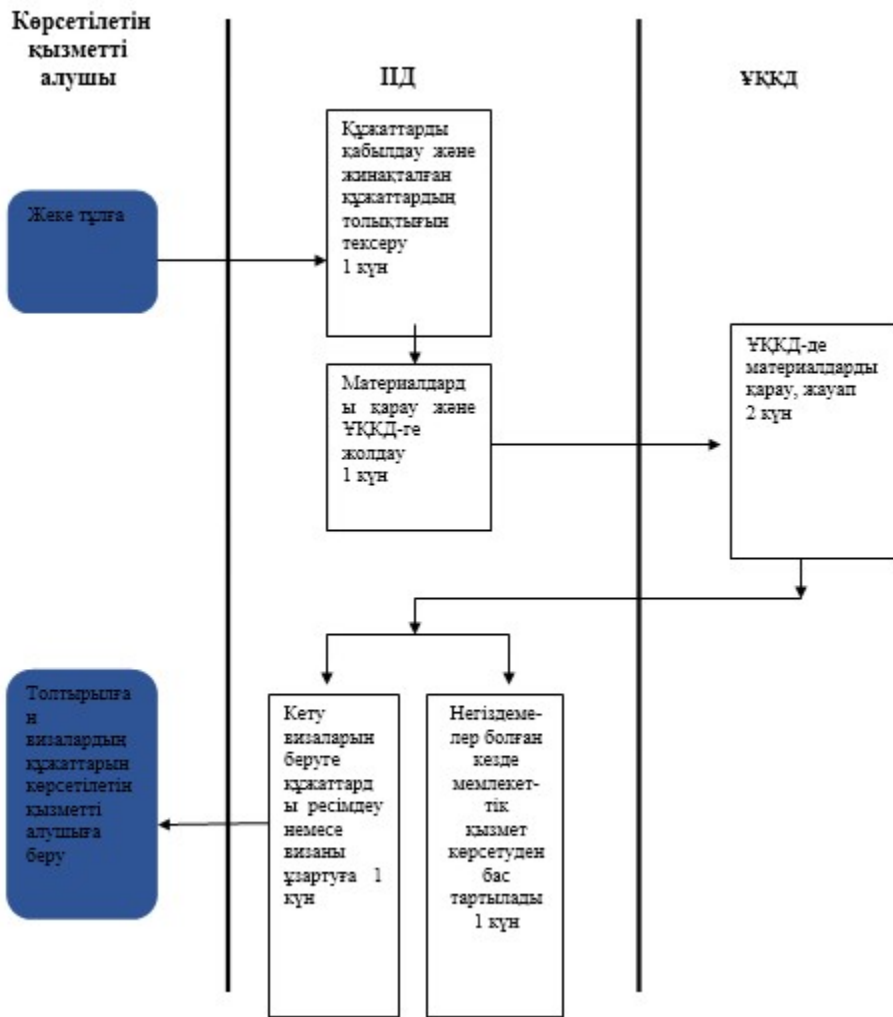 Көрсетілетін
қызметті
алушы
ІІД
ҰҚКД
Жеке тұлға
Құжаттарды
қабылдау және
жинақталған
құжаттардың
толықтығын
тексеру
1 күн
Материалдард
ы қарау және
ҰҚКД-ге
жолдау
1 күн
ҰҚКД-де
материалдарды
қарау, жауап
2 күн
Толтырылға
н
визалардың
құжаттарын
көрсетілетін
қызметті
алушыға
беру
Кету
визаларын
беруге
құжаттард
ы ресімдеу
немесе
визаны
ұзартуға 1
күн
Негіздеме-
лер болған
кезде
мемлекет-
тік
қызмет
көрсетуден
бас
тартылады
1 күн